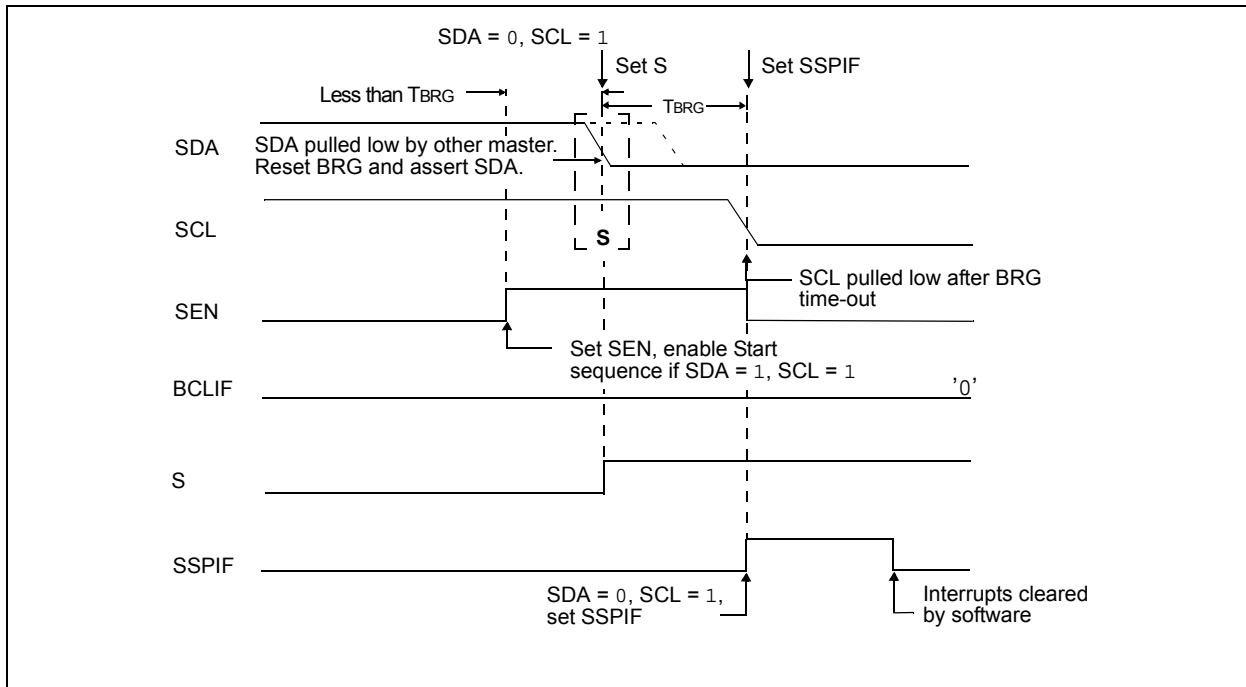 SDA = 0, SCL = 1
Set S
Set SSPIF
Less than TBRG
TBRG
SDA
SDA pulled low by other master.
Reset BRG and assert SDA.
SCL
S
SCL pulled low after BRG
time-out
SEN
Set SEN, enable Start
sequence if SDA = 1, SCL = 1
BCLIF
'0'
S
SSPIF
SDA = 0, SCL = 1,
set SSPIF
Interrupts cleared
by software